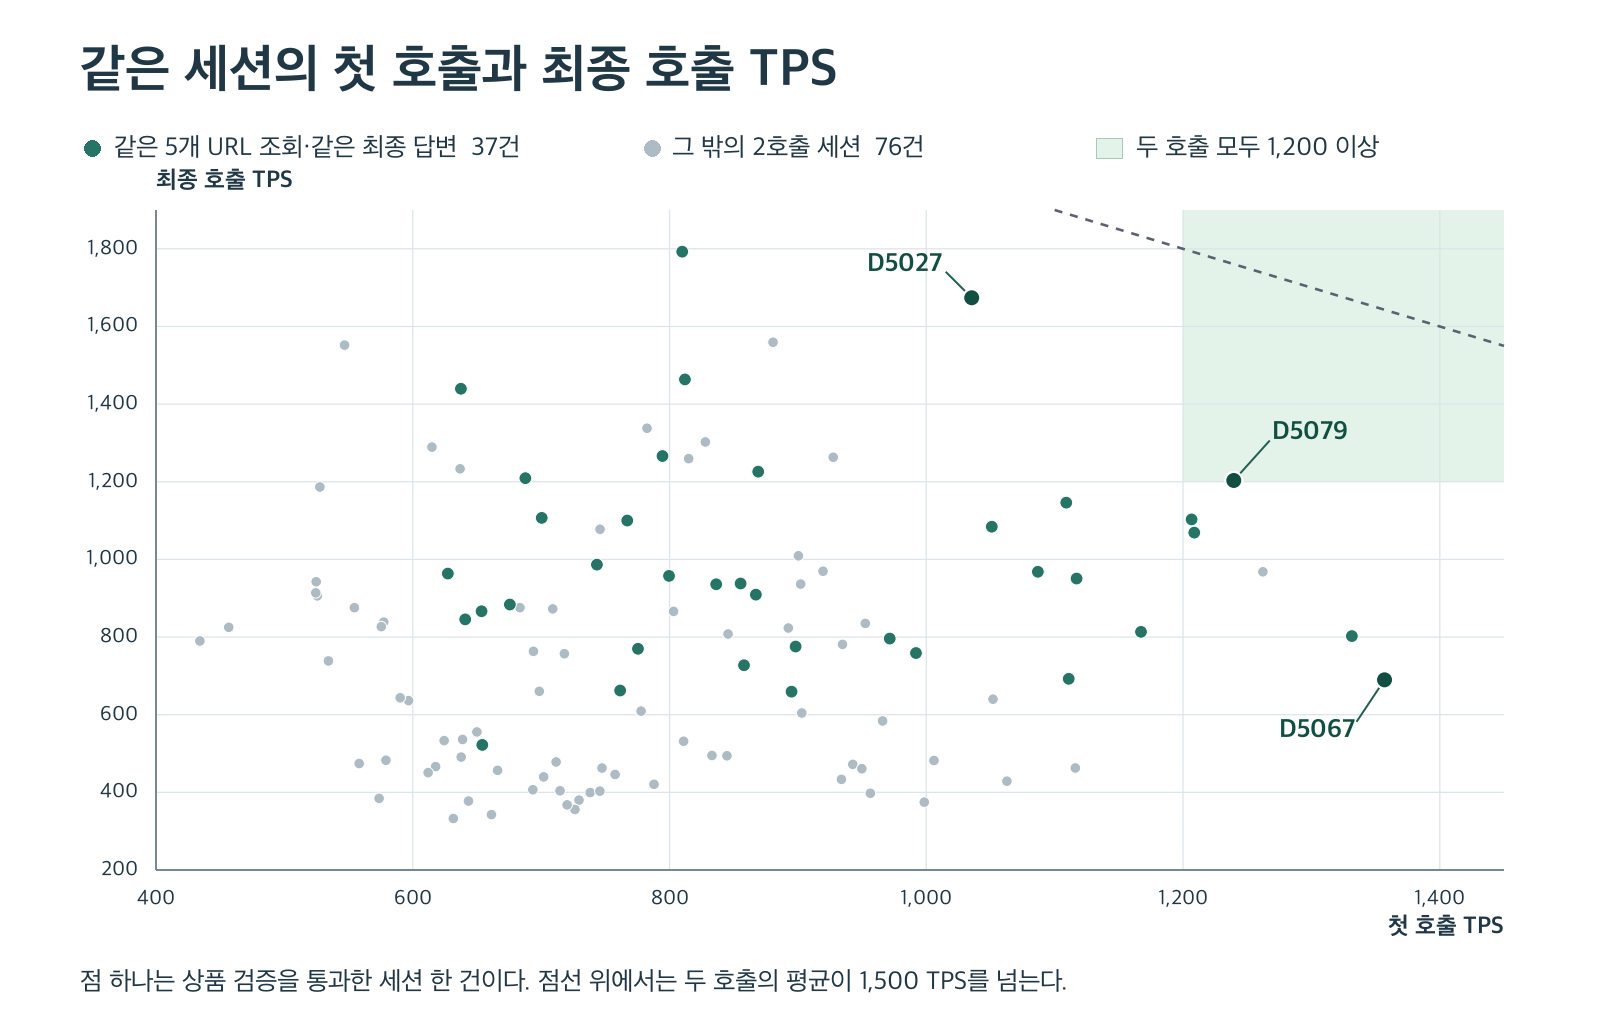 같은 세션의 첫 호출과 최종 호출 TPS
같은 5개 URL 조회·같은 최종 답변 37건
그 밖의 2호출 세션 76건
두 호출 모두 1,200 이상
최종 호출 TPS
1,800
1,600
1,400
1,200
1,000
800
600
400
200
D5027
D5079
D5067
400
600
800
1,000
1,200
1,400
첫 호출 TPS
점 하나는 상품 검증을 통과한 세션 한 건이다. 점선 위에서는 두 호출의 평균이 1,500 TPS를 넘는다.